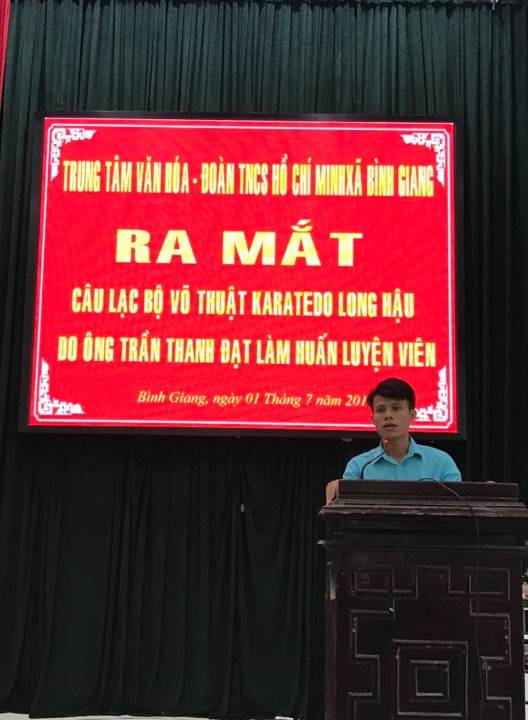 TRUNG TÂM VĂN HÓA - ĐOÀN TNCS HỒ CHÍ MINHXÃ BÌNH GIANG
RA MẮT
CÂU LẠC BỘ VÕ THUẬT KARATEDO LONG HẬU
DO ÔNG TRẦN THANH ĐẠT LÀM HUẤN LUYỆN VIÊN
Bình Giang, ngày 01 Tháng 7 năm 201